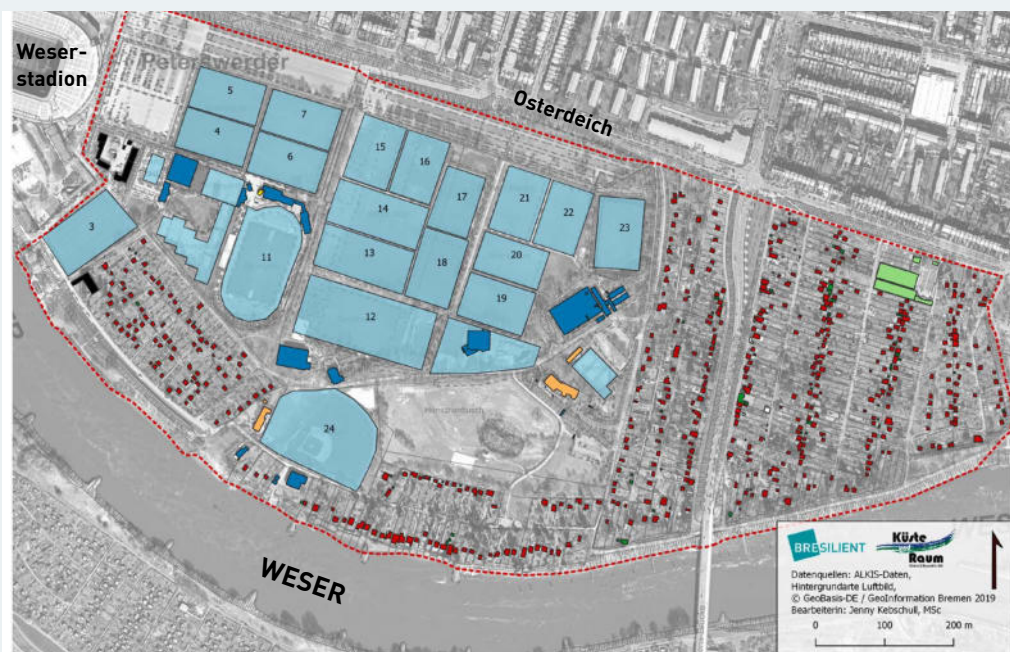 Weser-
stadion
Peterswerder
Osterdeich
5
7
4
6
15
16
17
14
21
22
23
3
13
18
20
11
19
12
24
WESER
BRESILIENT
Küste
Raum
Datenquellen: ALKIS-Daten,
Hintergrundarte Luftbild,
© GeoBasis-DE / GeoInformation Bremen 2019
Bearbeiterin: Jenny Kebschull, MSc
0 100 200 m